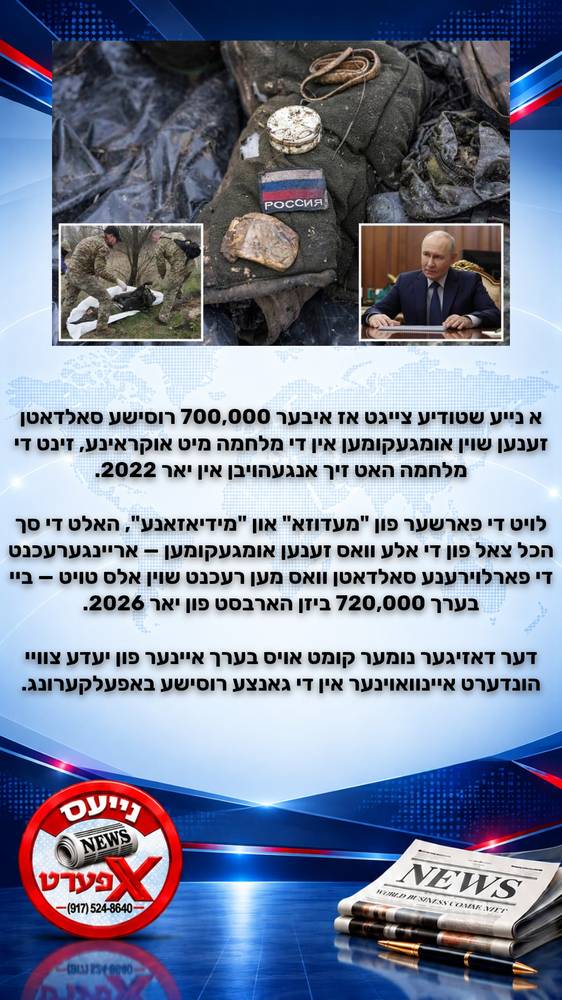 РОССИЯ
א נייע שטודיע צייגט אז איבער 700,000 רוסישע סאלדאטן
זענען שוין אומגעקומען אין די מלחמה מיט אוקראינע, זינט די
מלחמה האט זיך אנגעהויבן אין יאר 2022.
לויט די פארשער פון "מעדוזא" און "מידיאזאנע", האלט די סך
הכל צאל פון די אלע וואס זענען אומגעקומען – אריינגערעכנט
די פארלוירענע סאלדאטן וואס מען רעכנט שוין אלס טויט – ביי
בערך 720,000 ביזן הארבסט פון יאר 2026.
דער דאזיגער נומער קומט אויס בערך איינער פון יעדע צוויי
הונדערט איינוואוינער אין די גאנצע רוסישע באפעלקערונג.
נייעס
NEWS
Xפערט
(917) 524-8640
NEWS
WORLD BUSINESS